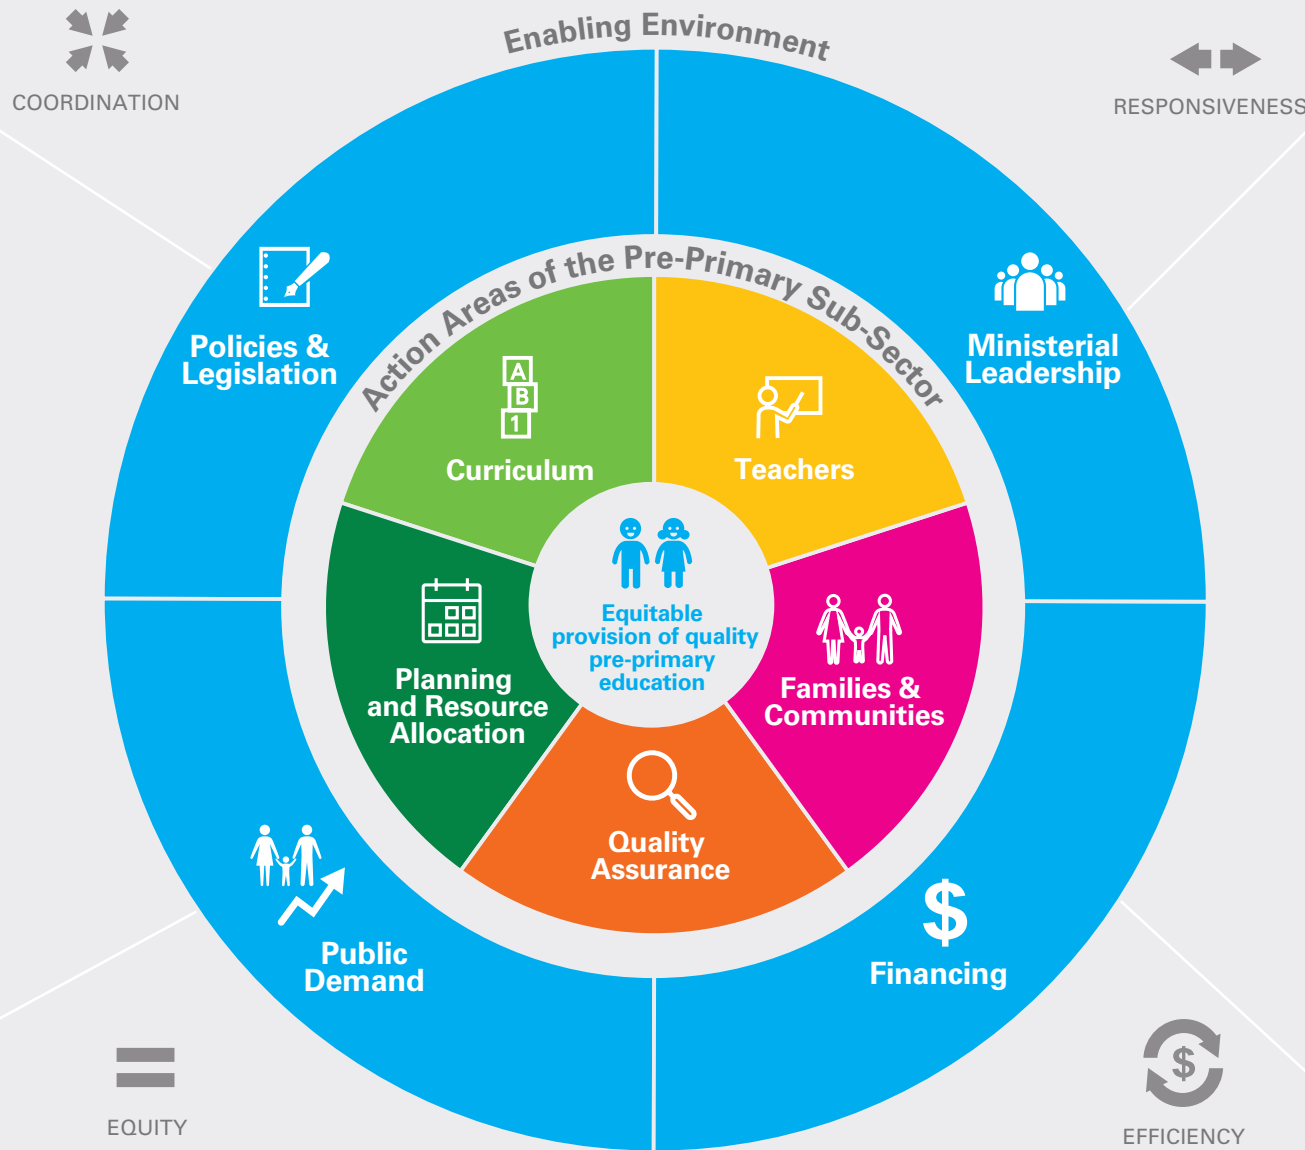 Enabling Environment
COORDINATION
RESPONSIVENESS
Action Areas of the Pre-Primary Sub-Sector
Policies &
Legislation
Ministerial
Leadership
A
B
1
Curriculum
Teachers
Equitable
provision of quality
pre-primary
education
Planning
and Resource
Allocation
Families &
Communities
Quality
Assurance
Public
Demand
$
Financing
EQUITY
$
EFFICIENCY